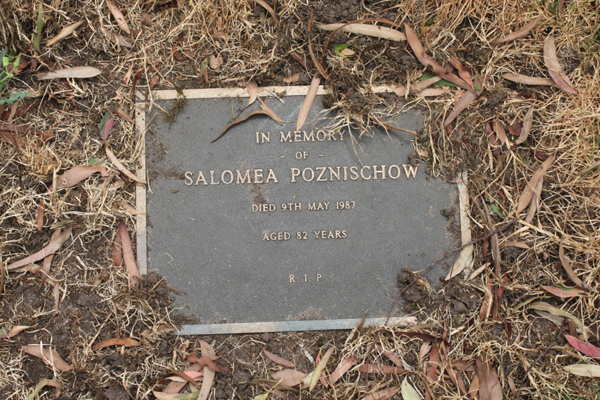 IN MEMORY
- OF -
SALOMEA POZNISCHOW
DIED 9TH MAY 1987
AGED 82 YEARS
R. I. P